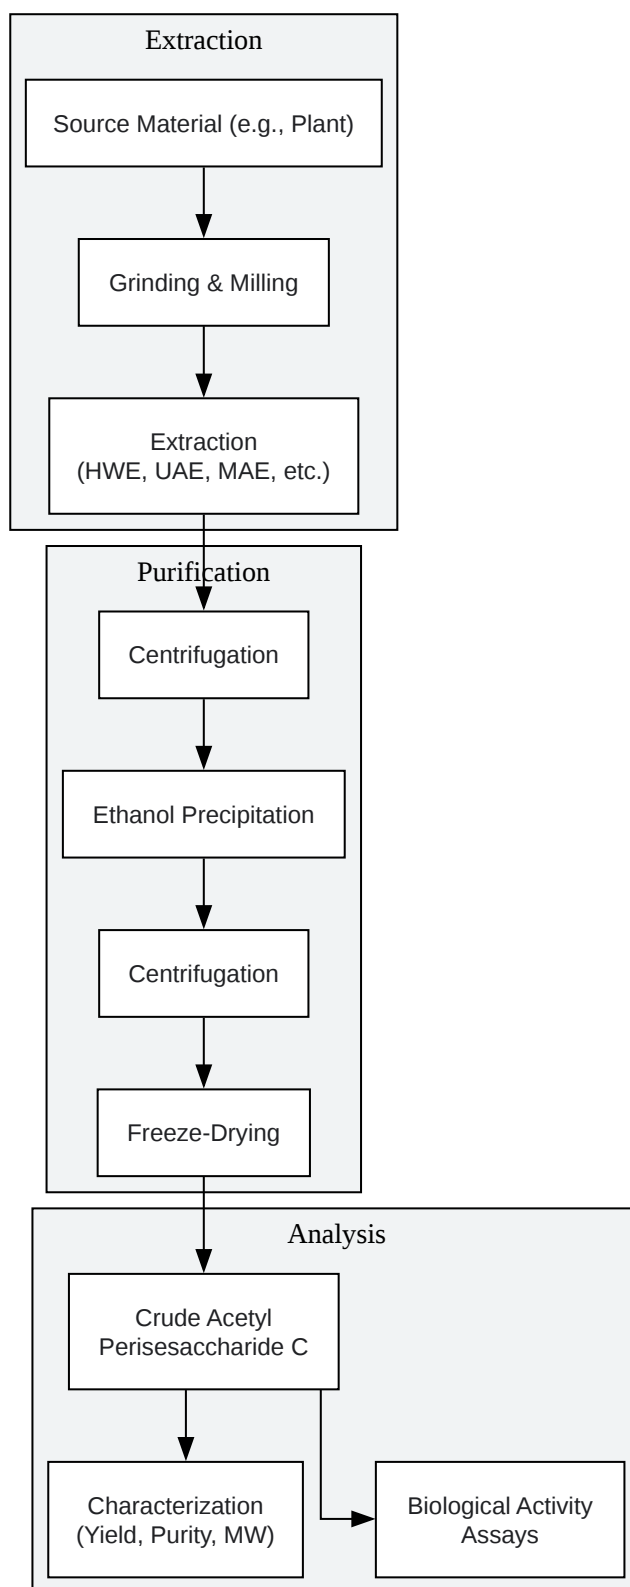 Extraction
Source Material (e.g., Plant)
Grinding & Milling
Extraction
(HWE, UAE, MAE, etc.)
Purification
Centrifugation
Ethanol Precipitation
Centrifugation
Freeze-Drying
Analysis
Crude Acetyl
Perisesaccharide C
Characterization
(Yield, Purity, MW)
Biological Activity
Assays